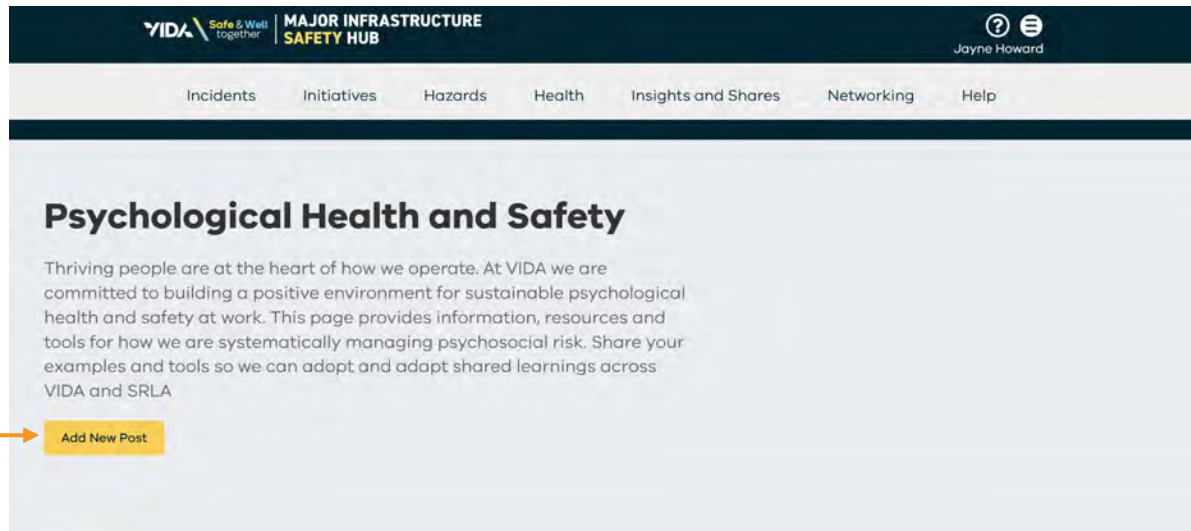 VIDA Safe & Well together MAJOR INFRASTRUCTURE SAFETY HUB
Jayne Howard
Incidents Initiatives Hazards Health Insights and Shares Networking Help
Psychological Health and Safety
Thriving people are at the heart of how we operate. At VIDA we are
committed to building a positive environment for sustainable psychological
health and safety at work. This page provides information, resources and
tools for how we are systematically managing psychosocial risk. Share your
examples and tools so we can adopt and adapt shared learnings across
VIDA and SRLA
Add New Post